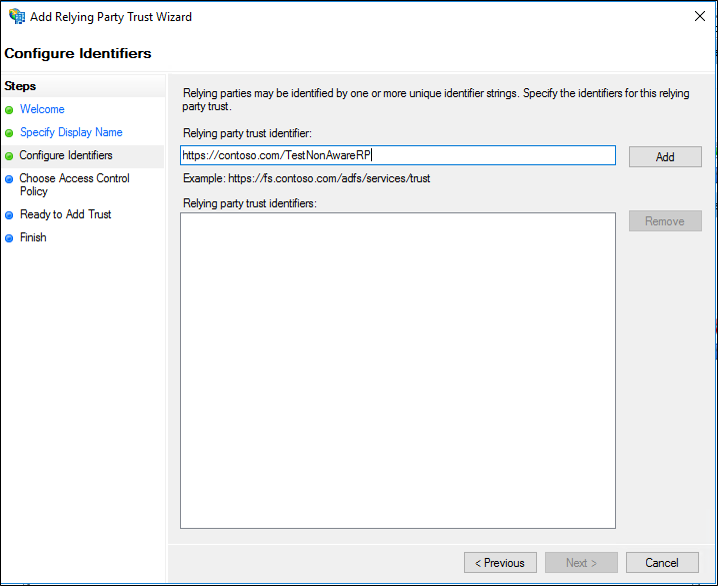 Add Relying Party Trust Wizard
Configure Identifiers
Steps
Welcome
Specify Display Name
Configure Identifiers
Choose Access Control
Policy
Ready to Add Trust
Finish
Relying parties may be identified by one or more unique identifier strings. Specify the identifiers for this relying
party trust.
Relying party trust identifier:
https://contoso.com/TestNonAwareRP
Add
Example: https://fs.contoso.com/adfs/services/trust
Relying party trust identifiers:
Remove
< Previous
Next >
Cancel